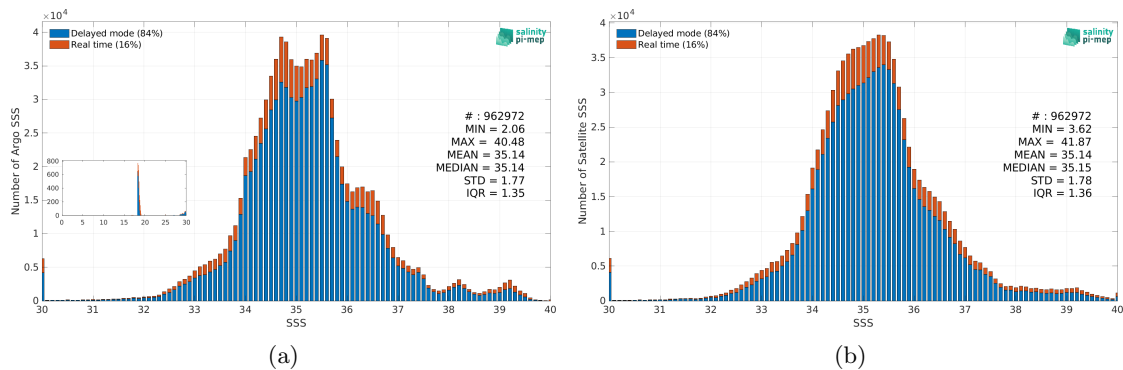 ×10⁴
Delayed mode (84%)
Real time (16%)
salinity
pi-mep
Number of Argo SSS
4
3.5
3
2.5
2
1.5
1
0.5
0
# : 962972
MIN = 2.06
MAX = 40.48
MEAN = 35.14
MEDIAN = 35.14
STD = 1.77
IQR = 1.35
800
600
400
200
0
0 5 10 15 20 25 30
30 31 32 33 34 35 36 37 38 39 40
SSS
(a)
×10⁴
Delayed mode (84%)
Real time (16%)
salinity
pi-mep
Number of Satellite SSS
4
3.5
3
2.5
2
1.5
1
0.5
0
# : 962972
MIN = 3.62
MAX = 41.87
MEAN = 35.14
MEDIAN = 35.15
STD = 1.78
IQR = 1.36
30 31 32 33 34 35 36 37 38 39 40
SSS
(b)